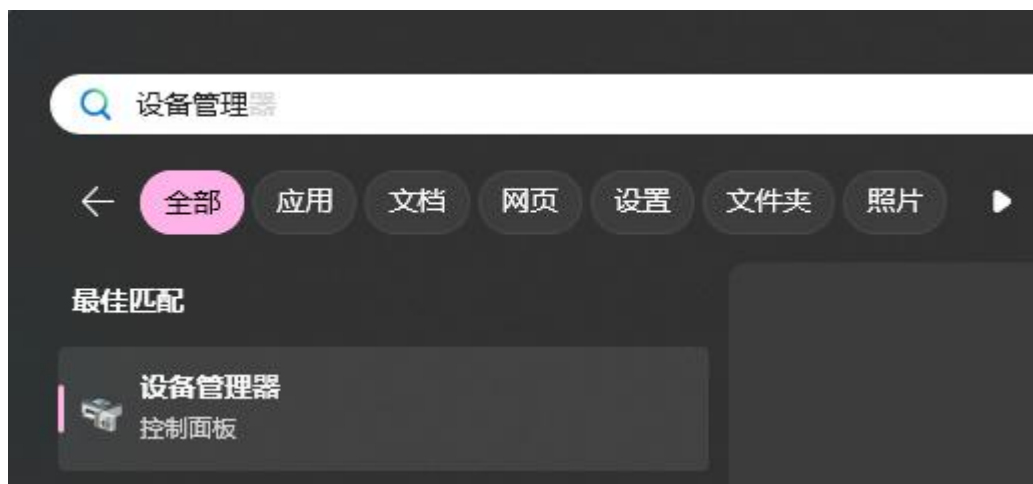 设备管理器
全部 应用 文档 网页 设置 文件夹 照片
最佳匹配
设备管理器
控制面板